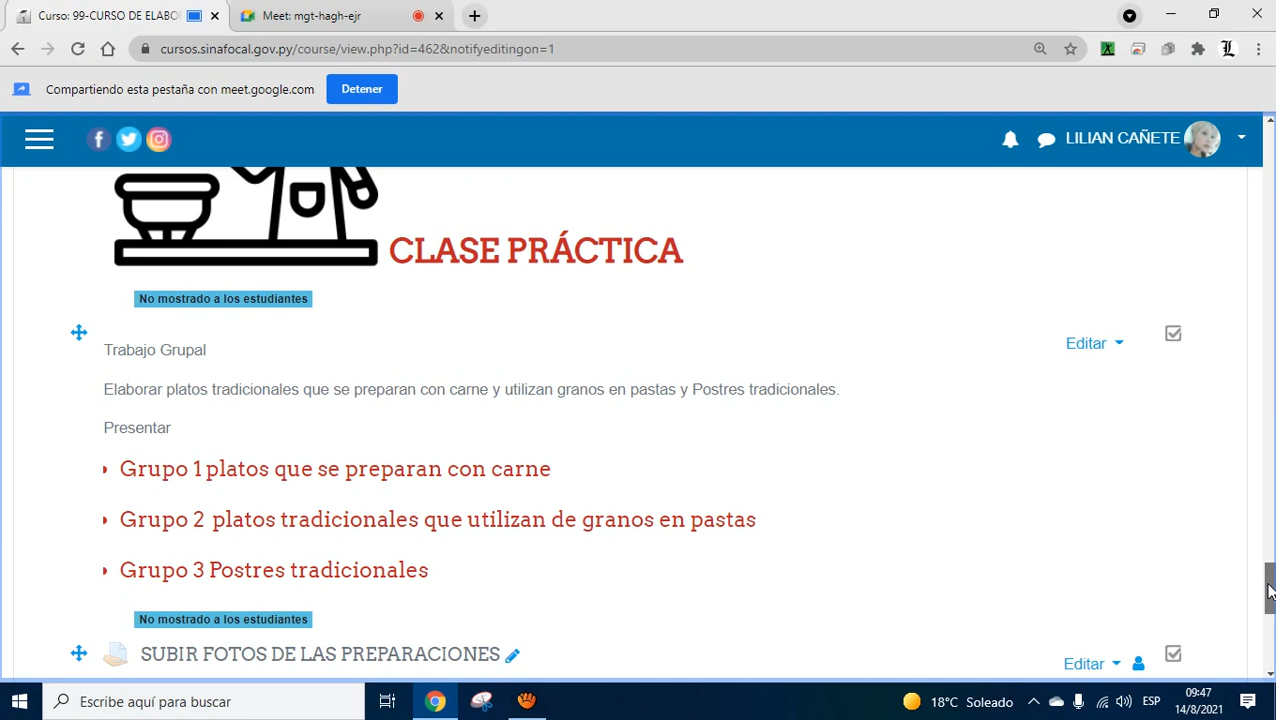 Curso: 99-CURSO DE ELABO
Meet: mgt-hagh-ejr
cursos.sinafocal.gov.py/course/view.php?id=462&notifyeditingon=1
Compartiendo esta pestaña con meet.google.com
Detener
LILIAN CAÑETE
CLASE PRÁCTICA
No mostrado a los estudiantes
Trabajo Grupal
Editar
Elaborar platos tradicionales que se preparan con carne y utilizan granos en pastas y Postres tradicionales.
Presentar
Grupo 1 platos que se preparan con carne
Grupo 2 platos tradicionales que utilizan de granos en pastas
Grupo 3 Postres tradicionales
No mostrado a los estudiantes
SUBIR FOTOS DE LAS PREPARACIONES
Editar
Escribe aquí para buscar
18°C Soleado
ESP
09:47
14/8/2021